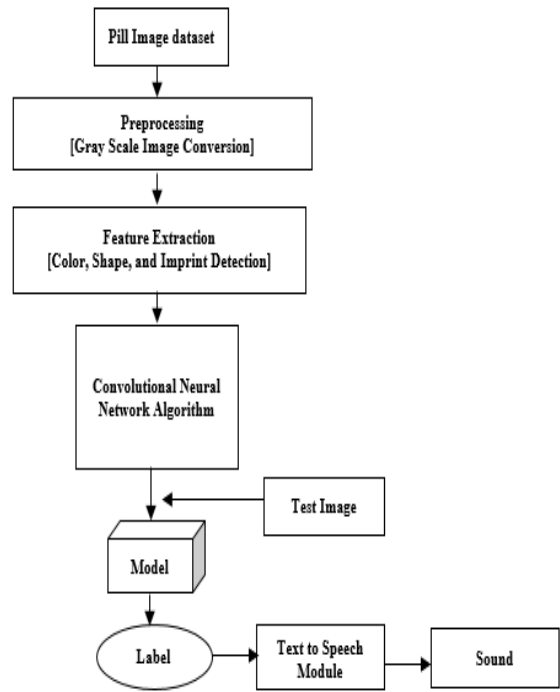 Pill Image dataset
Preprocessing
[Gray Scale Image Conversion]
Feature Extraction
[Color, Shape, and Imprint Detection]
Convolutional Neural
Network Algorithm
Test Image
Model
Label
Text to Speech
Module
Sound